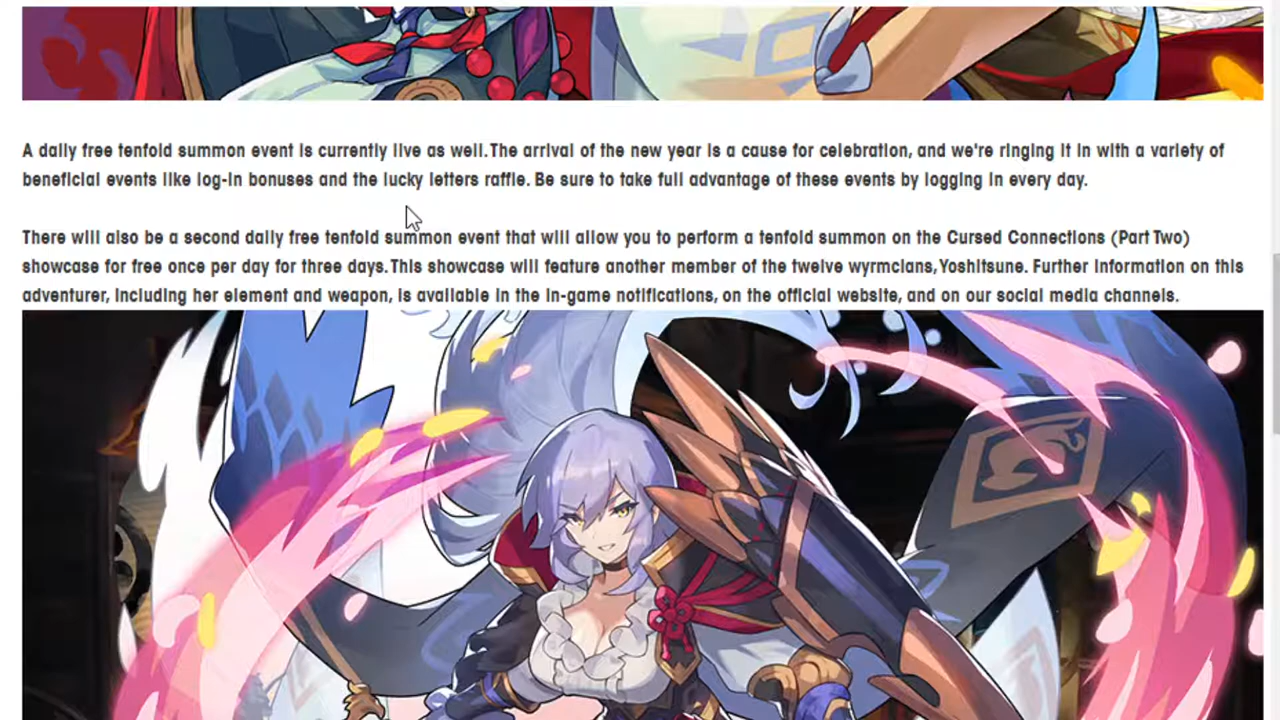 A daily free tenfold summon event is currently live as well. The arrival of the new year is a cause for celebration, and we're ringing it in with a variety of
beneficial events like log-in bonuses and the lucky letters raffle. Be sure to take full advantage of these events by logging in every day.
There will also be a second daily free tenfold summon event that will allow you to perform a tenfold summon on the Cursed Connections (Part Two)
showcase for free once per day for three days. This showcase will feature another member of the twelve wyrmclans, Yoshitsune. Further information on this
adventurer, including her element and weapon, is available in the in-game notifications, on the official website, and on our social media channels.